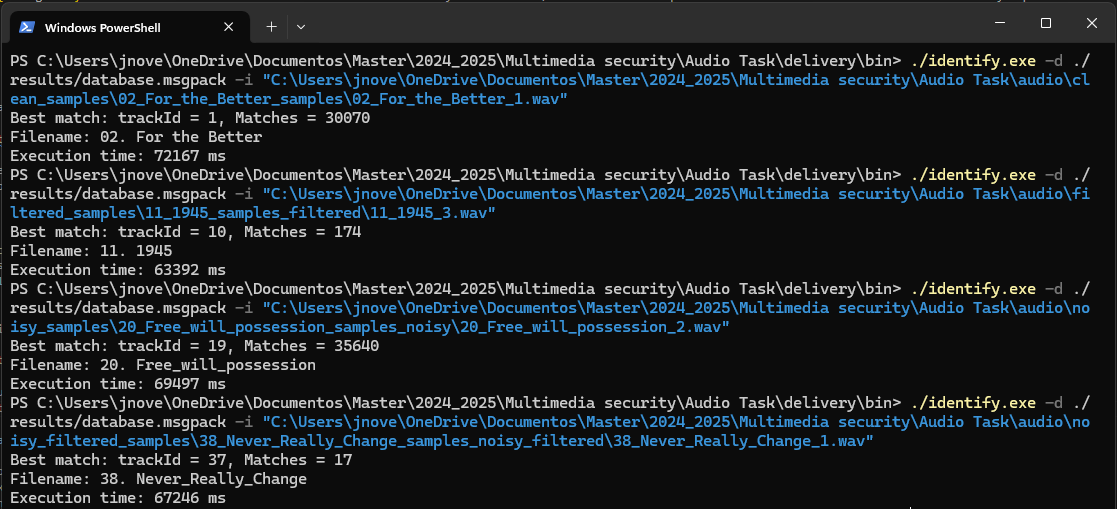 Windows PowerShell
PS C:\Users\jnove\OneDrive\Documentos\Master\2024_2025\Multimedia security\Audio Task\delivery\bin> ./identify.exe -d ./
results/database.msgpack -i "C:\Users\jnove\OneDrive\Documentos\Master\2024_2025\Multimedia security\Audio Task\audio\cl
ean_samples\02_For_the_Better_samples\02_For_the_Better_1.wav"
Best match: trackId = 1, Matches = 30070
Filename: 02. For the Better
Execution time: 72167 ms
PS C:\Users\jnove\OneDrive\Documentos\Master\2024_2025\Multimedia security\Audio Task\delivery\bin> ./identify.exe -d ./
results/database.msgpack -i "C:\Users\jnove\OneDrive\Documentos\Master\2024_2025\Multimedia security\Audio Task\audio\fi
ltered_samples\11_1945_samples_filtered\11_1945_3.wav"
Best match: trackId = 10, Matches = 174
Filename: 11. 1945
Execution time: 63392 ms
PS C:\Users\jnove\OneDrive\Documentos\Master\2024_2025\Multimedia security\Audio Task\delivery\bin> ./identify.exe -d ./
results/database.msgpack -i "C:\Users\jnove\OneDrive\Documentos\Master\2024_2025\Multimedia security\Audio Task\audio\no
isy_samples\20_Free_will_possession_samples_noisy\20_Free_will_possession_2.wav"
Best match: trackId = 19, Matches = 35640
Filename: 20. Free_will_possession
Execution time: 69497 ms
PS C:\Users\jnove\OneDrive\Documentos\Master\2024_2025\Multimedia security\Audio Task\delivery\bin> ./identify.exe -d ./
results/database.msgpack -i "C:\Users\jnove\OneDrive\Documentos\Master\2024_2025\Multimedia security\Audio Task\audio\no
isy_filtered_samples\38_Never_Really_Change_samples_noisy_filtered\38_Never_Really_Change_1.wav"
Best match: trackId = 37, Matches = 17
Filename: 38. Never_Really_Change
Execution time: 67246 ms